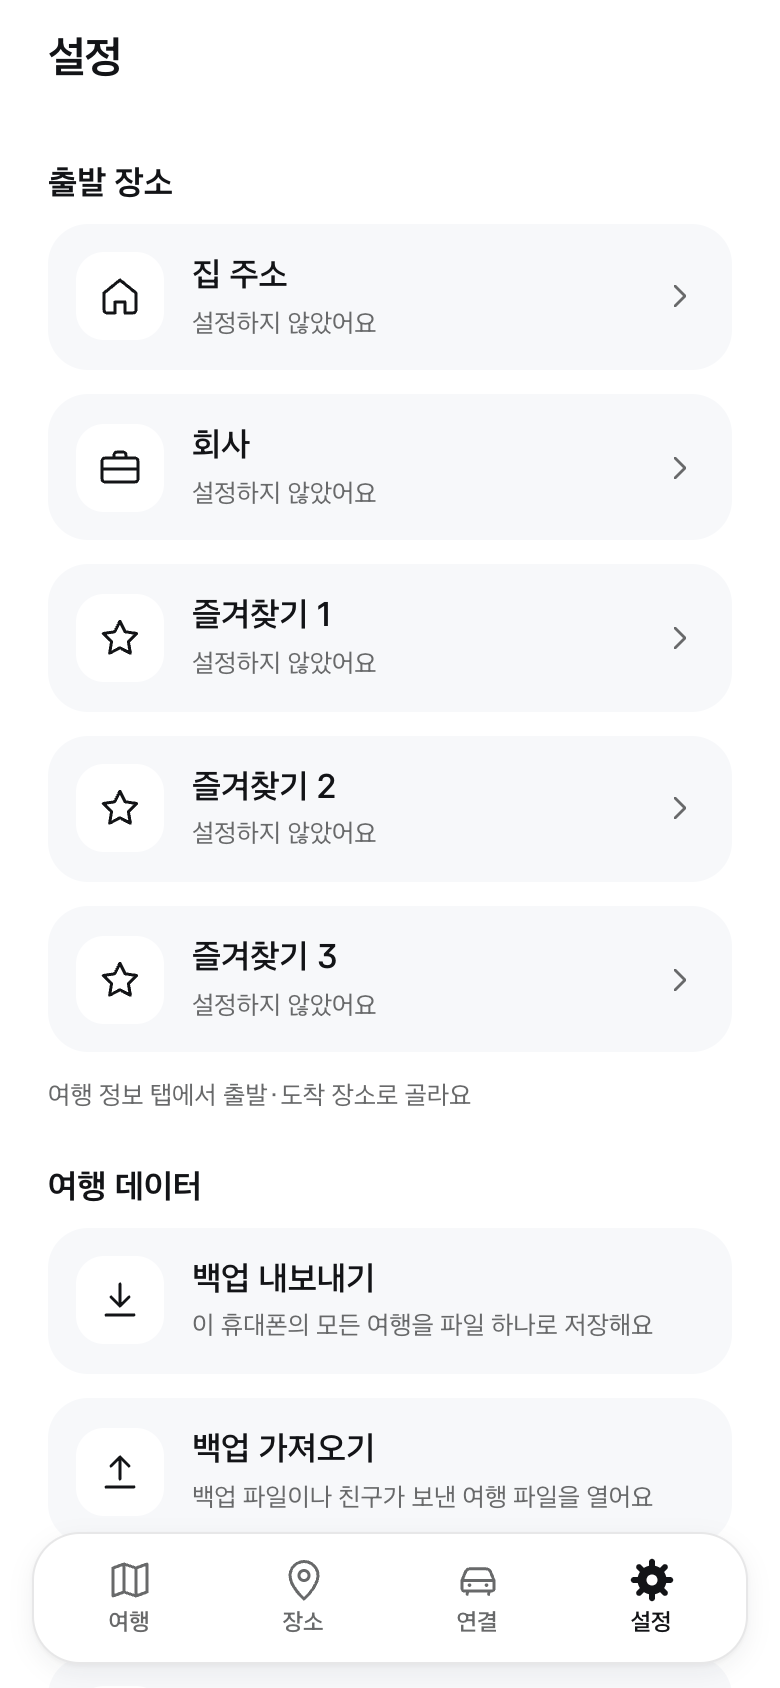 설정
출발 장소
집 주소
설정하지 않았어요
회사
설정하지 않았어요
즐겨찾기 1
설정하지 않았어요
즐겨찾기 2
설정하지 않았어요
즐겨찾기 3
설정하지 않았어요
여행 정보 탭에서 출발·도착 장소로 골라요
여행 데이터
백업 내보내기
이 휴대폰의 모든 여행을 파일 하나로 저장해요
백업 가져오기
백업 파일이나 친구가 보낸 여행 파일을 열어요
여행 장소 연결 설정